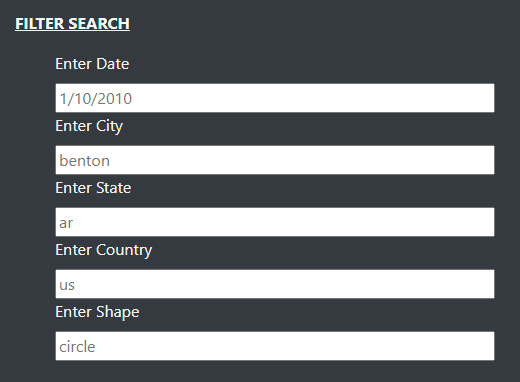 FILTER SEARCH
Enter Date
1/10/2010
Enter City
benton
Enter State
ar
Enter Country
us
Enter Shape
circle